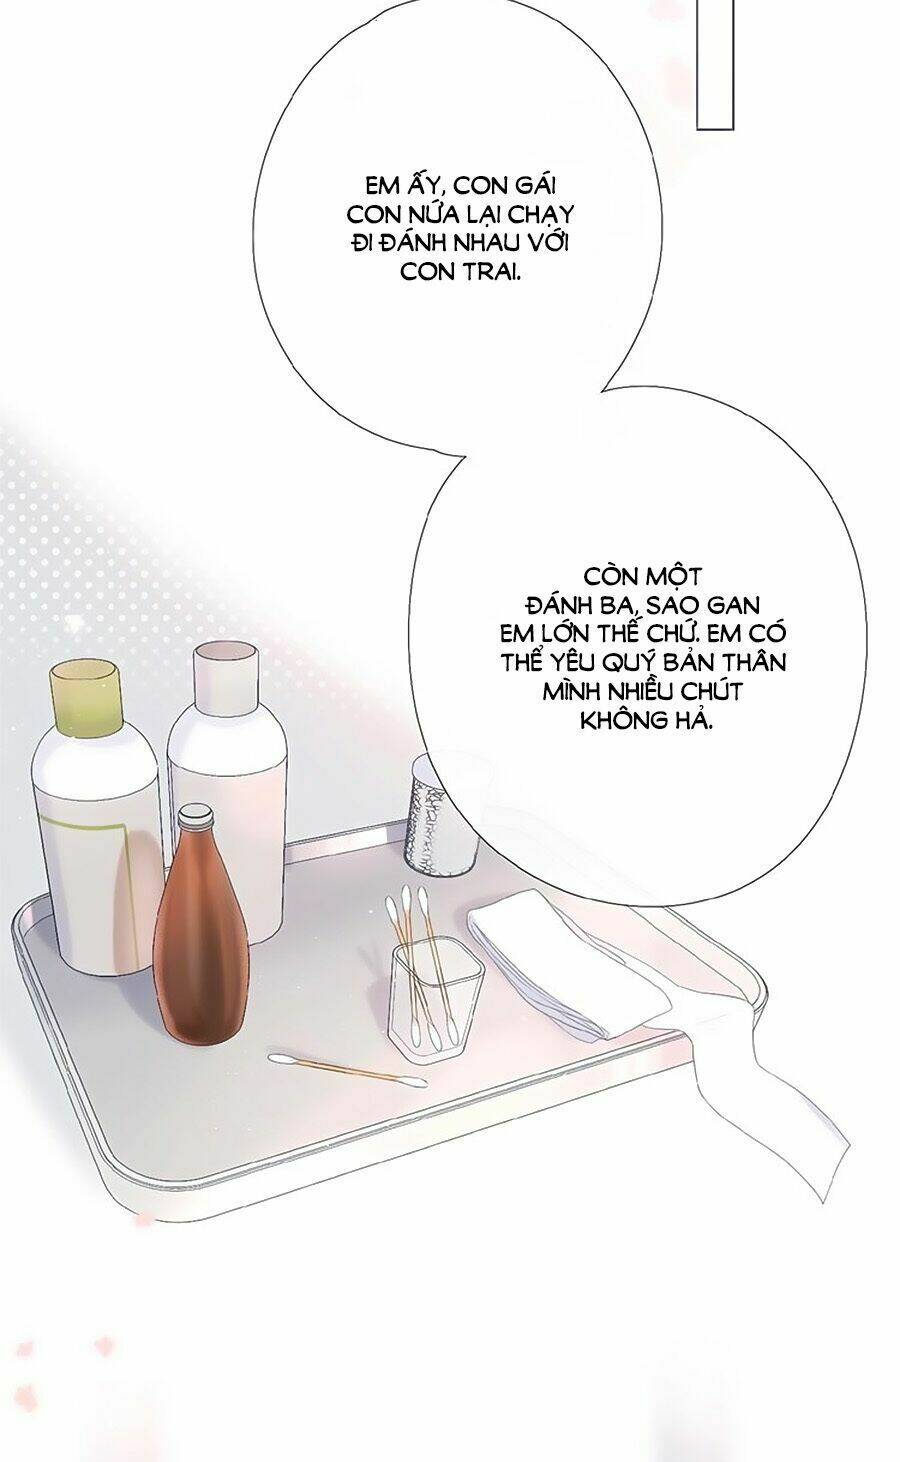 EM ẤY, CON GÁI
CON NỨA LẠI CHẠY
ĐI ĐÁNH NHAU VỚI
CON TRAI.
CÒN MỘT
ĐÁNH BA, SAO GAN
EM LỚN THẾ CHỨ. EM CÓ
THỂ YÊU QUÝ BẢN THÂN
MÌNH NHIỀU CHÚT
KHÔNG HẢ.